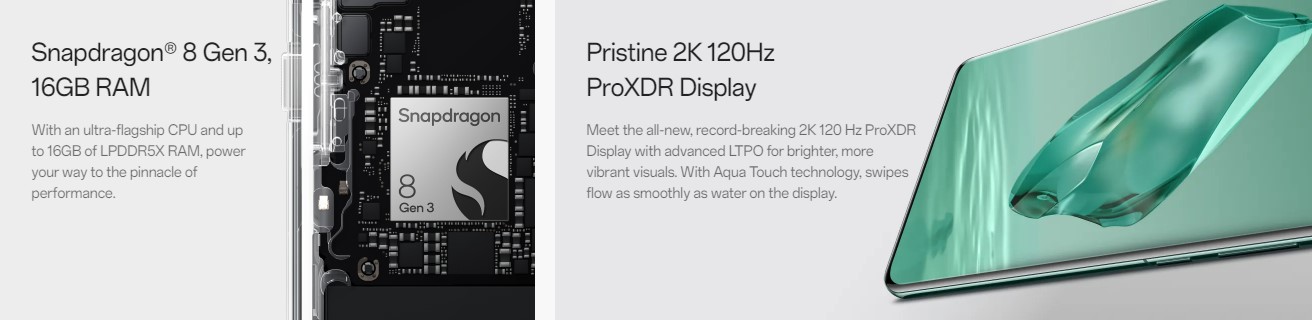 Snapdragon® 8 Gen 3,
16GB RAM
With an ultra-flagship CPU and up
to 16GB of LPDDR5X RAM, power
your way to the pinnacle of
performance.
Snapdragon
8
Gen 3
Pristine 2K 120Hz
ProXDR Display
Meet the all-new, record-breaking 2K 120 Hz ProXDR
Display with advanced LTPO for brighter, more
vibrant visuals. With Aqua Touch technology, swipes
flow as smoothly as water on the display.